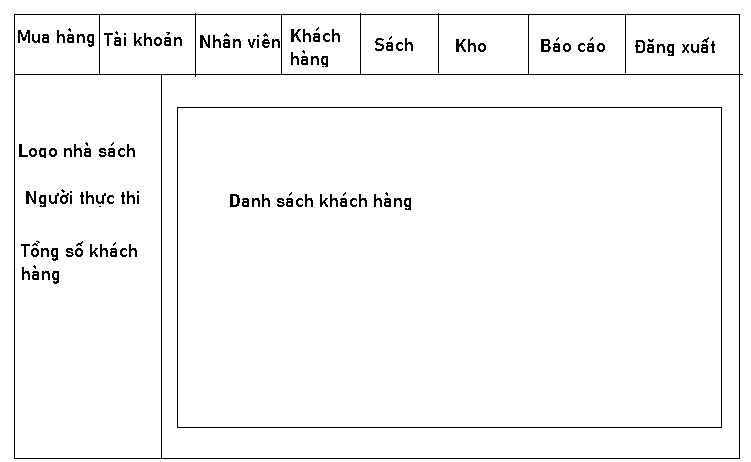 Mua hàng
Tài khoản
Nhân viên
Khách
hàng
Sách
Kho
Báo cáo
Đăng xuất
Logo nhà sách
Người thực thi
Tổng số khách
hàng
Danh sách khách hàng